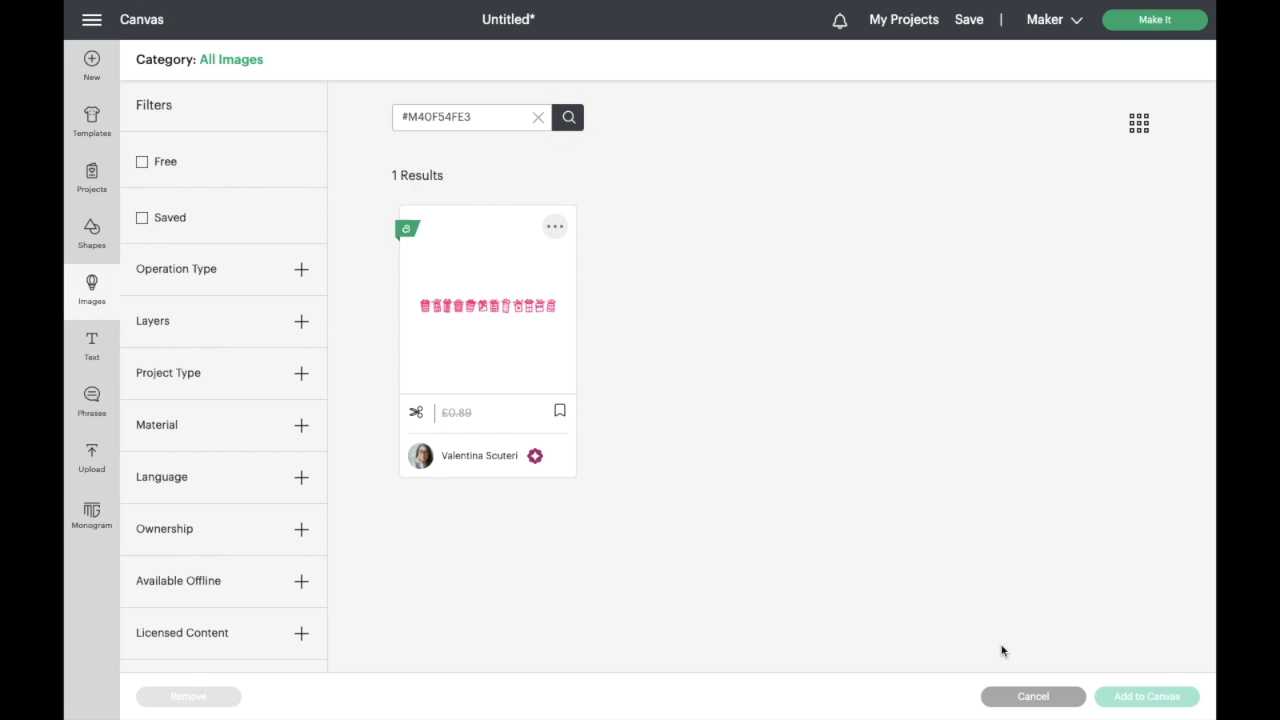 Canvas
Untitled*
My Projects
Save
|
Maker
Make It
New
Templates
Projects
Shapes
Images
Text
Phrases
Upload
Monogram
Category: All Images
Filters
Free
Saved
Operation Type
Layers
Project Type
Material
Language
Ownership
Available Offline
Licensed Content
#M40F54FE3
1 Results
£0.89
Valentina Scuteri
Remove
Cancel
Add to Canvas